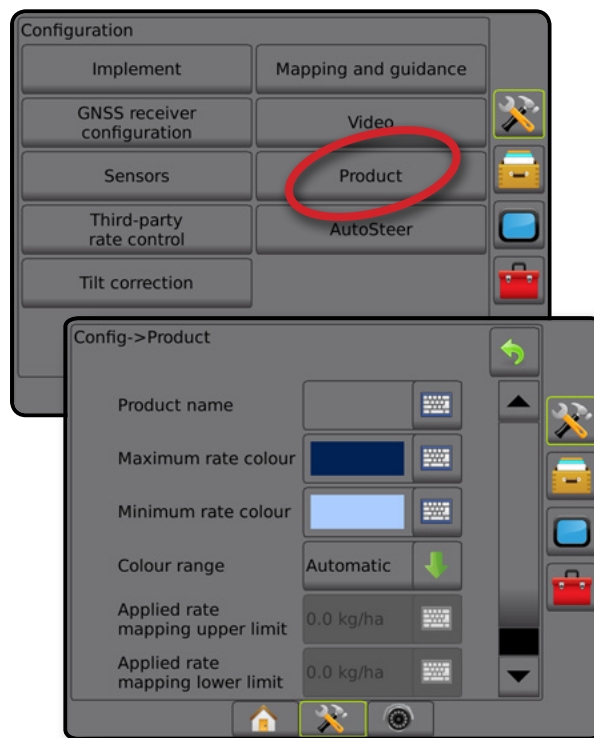 Configuration
Implement
Mapping and guidance
GNSS receiver
configuration
Video
Sensors
Product
Third-party
rate control
AutoSteer
Tilt correction
Config->Product
Product name
Maximum rate colour
Minimum rate colour
Colour range
Automatic
Applied rate
mapping upper limit
0.0 kg/ha
Applied rate
mapping lower limit
0.0 kg/ha